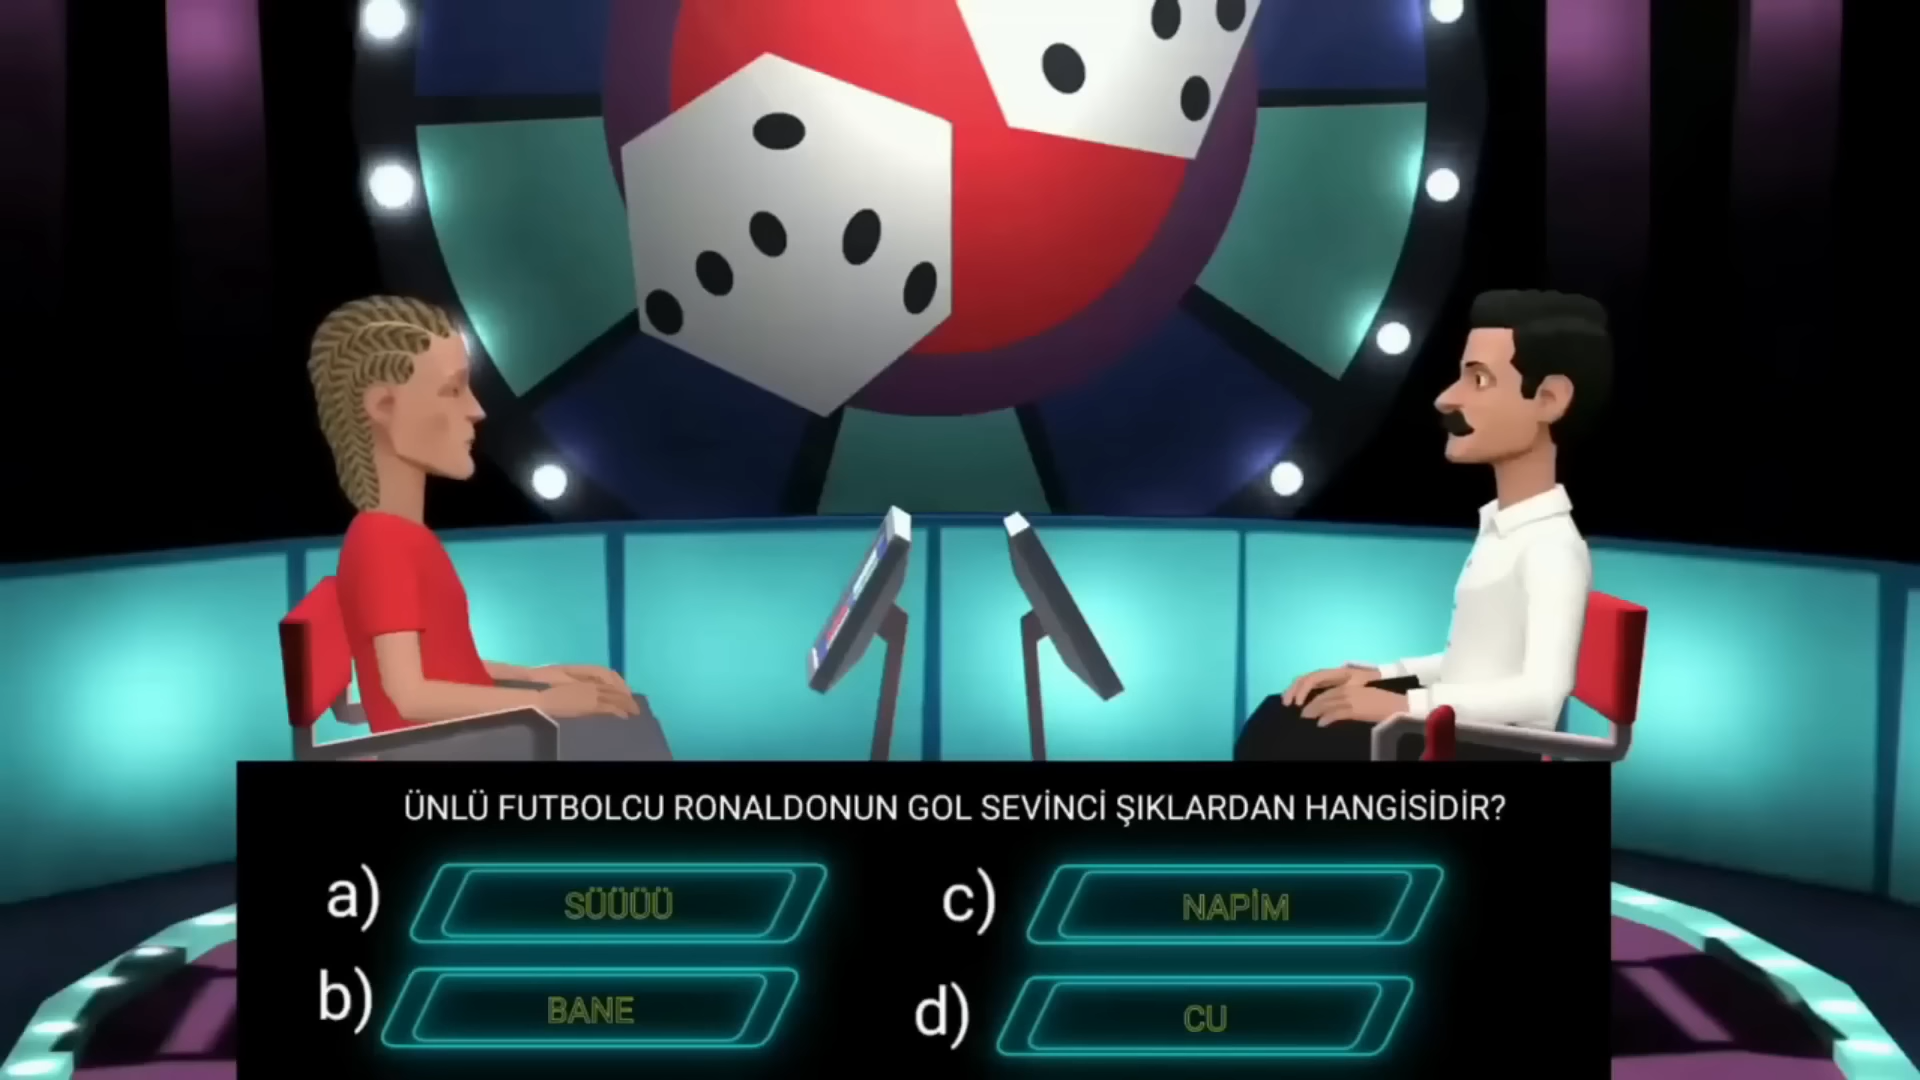 ÜNLÜ FUTBOLCU RONALDONUN GOL SEVİNCİ ŞIKLARDAN HANGİSİDİR?
a) SÜÜÜÜ
b) BANE
c) NAPİM
d) CU